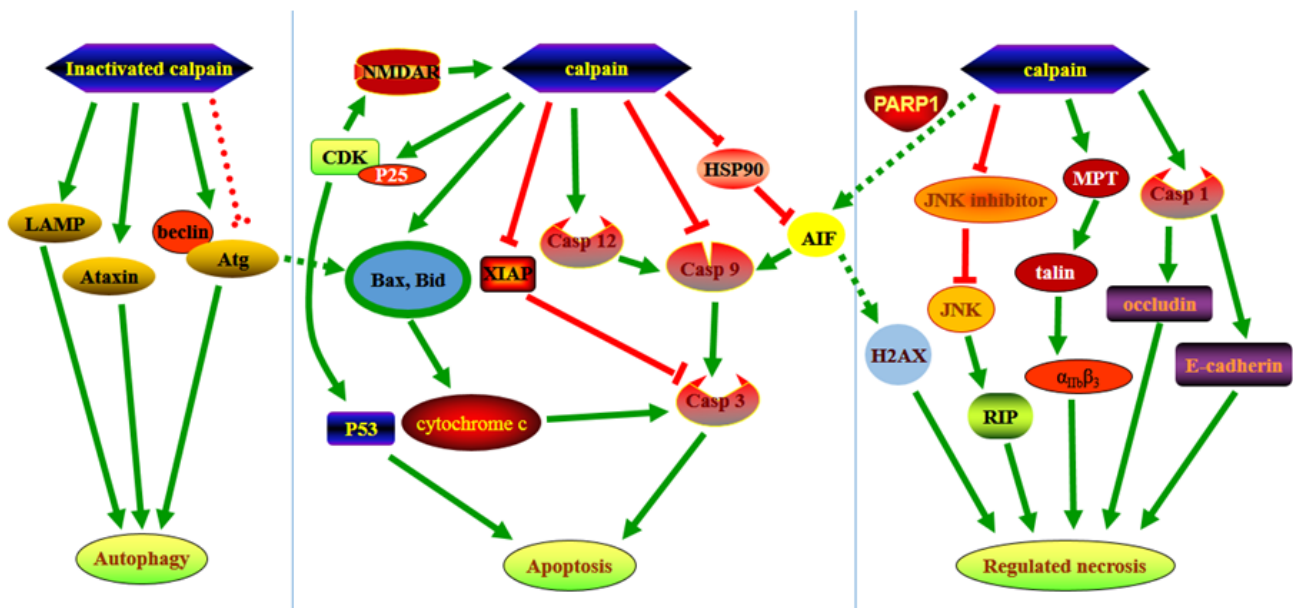 Inactivated calpain
LAMP
Ataxin
beclin
Atg
Autophagy
NMDAR
calpain
CDK
P25
HSP90
Bax, Bid
XIAP
Casp 12
Casp 9
AIF
P53
cytochrome c
Casp 3
Apoptosis
calpain
PARP1
JNK inhibitor
MPT
Casp 1
talin
JNK
occludin
H2AX
αIIbβ3
E-cadherin
RIP
Regulated necrosis